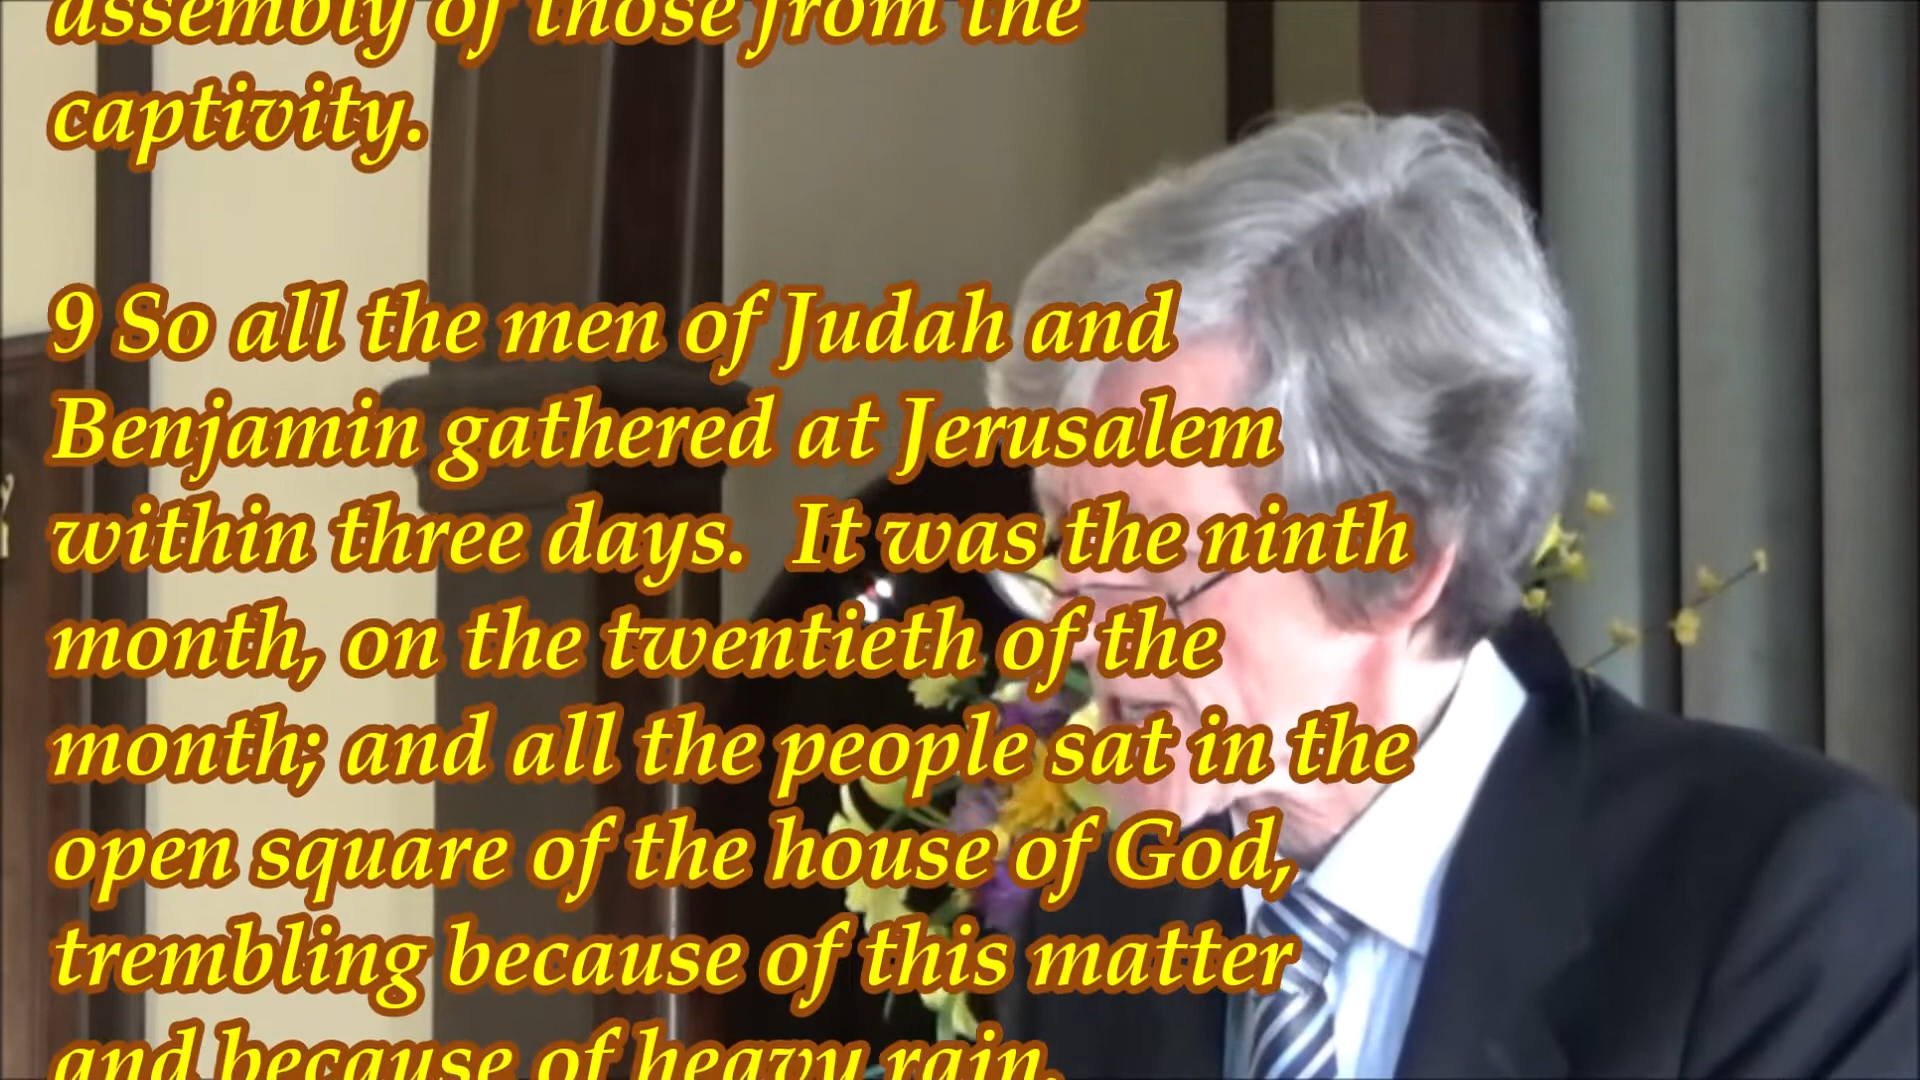 assembly of those from the
captivity.
9 So all the men of Judah and
Benjamin gathered at Jerusalem
within three days.  It was the ninth
month, on the twentieth of the
month; and all the people sat in the
open square of the house of God,
trembling because of this matter
and because of heavy rain.